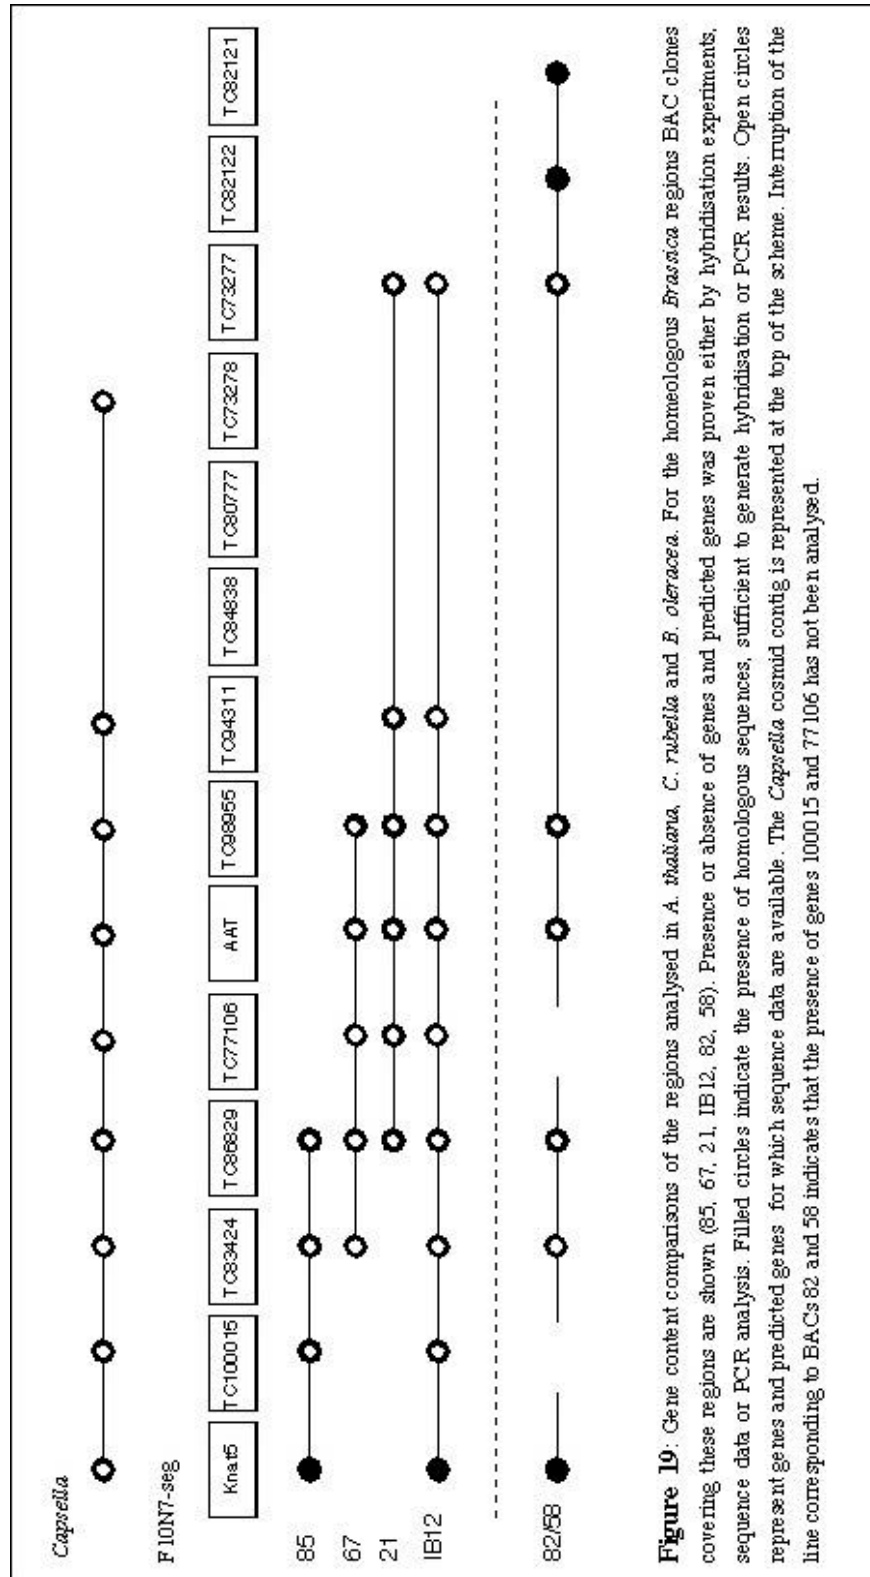 Capsella
F10N7-seg
Knat5 TC100015 TC83424 TC86829 TC77106 AAT TC98955 TC94311 TC84838 TC80777 TC73278 TC73277 TC82122 TC82121
85
67
21
IB12
82/58
Figure 19: Gene content comparisons of the regions analysed in A. thaliana, C. rubella and B. oleracea. For the homeologous Brassica regions BAC clones
covering these regions are shown (85, 67, 21, IB12, 82, 58). Presence or absence of genes and predicted genes was proven either by hybridisation experiments,
sequence data or PCR analysis. Filled circles indicate the presence of homologous sequences, sufficient to generate hybridisation or PCR results. Open circles
represent genes and predicted genes for which sequence data are available. The Capsella cosmid contig is represented at the top of the scheme. Interruption of the
line corresponding to BACs 82 and 58 indicates that the presence of genes 100015 and 77106 has not been analysed.